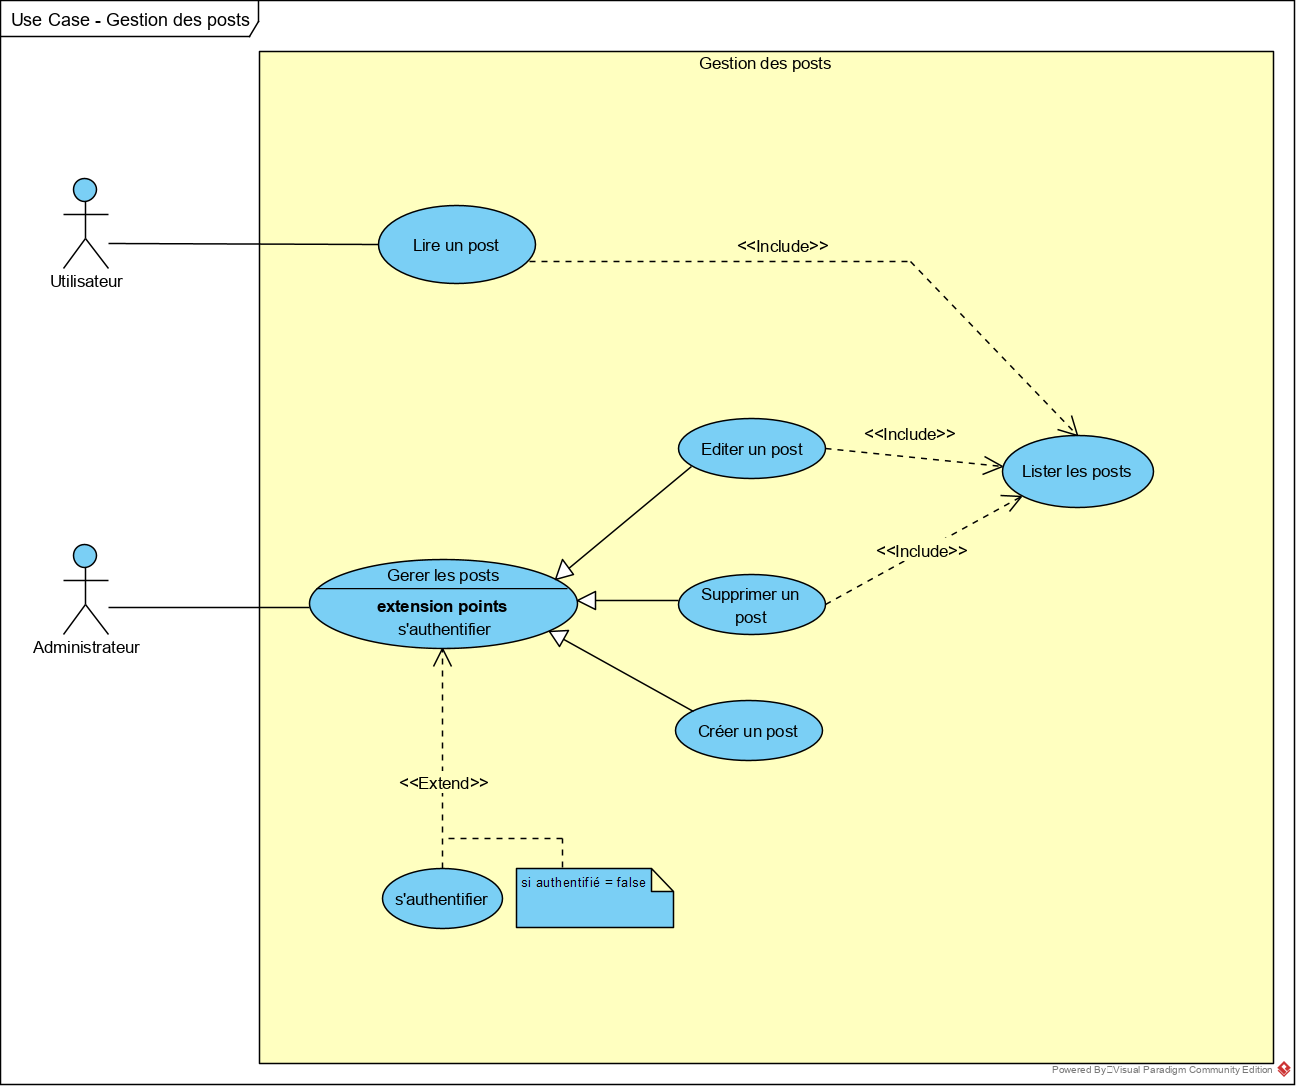 Use Case - Gestion des posts
Gestion des posts
Utilisateur
Lire un post
<<Include>>
Editer un post
<<Include>>
Lister les posts
<<Include>>
Administrateur
Gerer les posts
extension points
s'authentifier
Supprimer un
post
Créer un post
<<Extend>>
s'authentifier
si authentifié = false
Powered By Visual Paradigm Community Edition